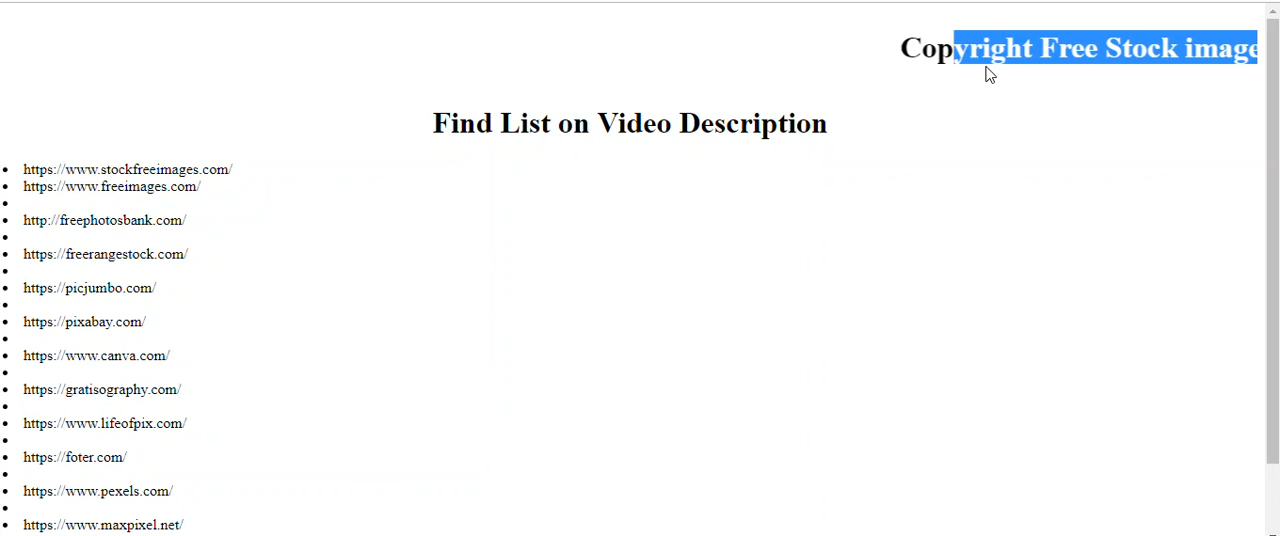 Copyright Free Stock image
Find List on Video Description
https://www.stockfreeimages.com/
https://www.freeimages.com/
http://freephotosbank.com/
https://freerangestock.com/
https://picjumbo.com/
https://pixabay.com/
https://www.canva.com/
https://gratisography.com/
https://www.lifeofpix.com/
https://foter.com/
https://www.pexels.com/
https://www.maxpixel.net/